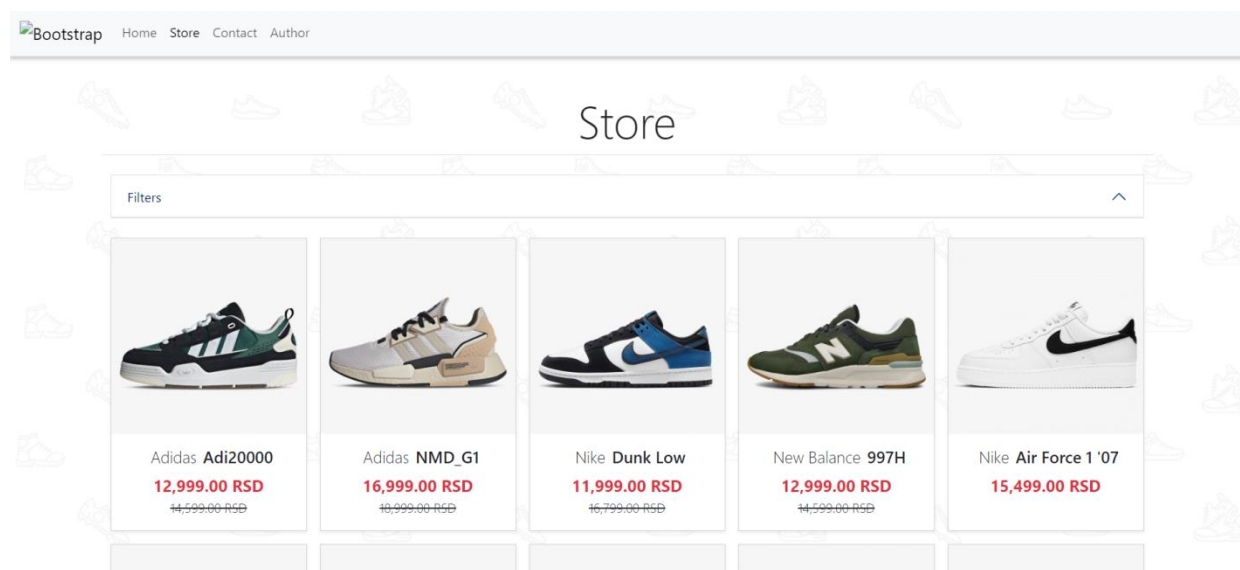 Bootstrap Home Store Contact Author
Store
Filters
Adidas Adi20000
12,999.00 RSD
14,599.00 RSD
Adidas NMD_G1
16,999.00 RSD
18,999.00 RSD
Nike Dunk Low
11,999.00 RSD
16,799.00 RSD
New Balance 997H
12,999.00 RSD
14,599.00 RSD
Nike Air Force 1 '07
15,499.00 RSD